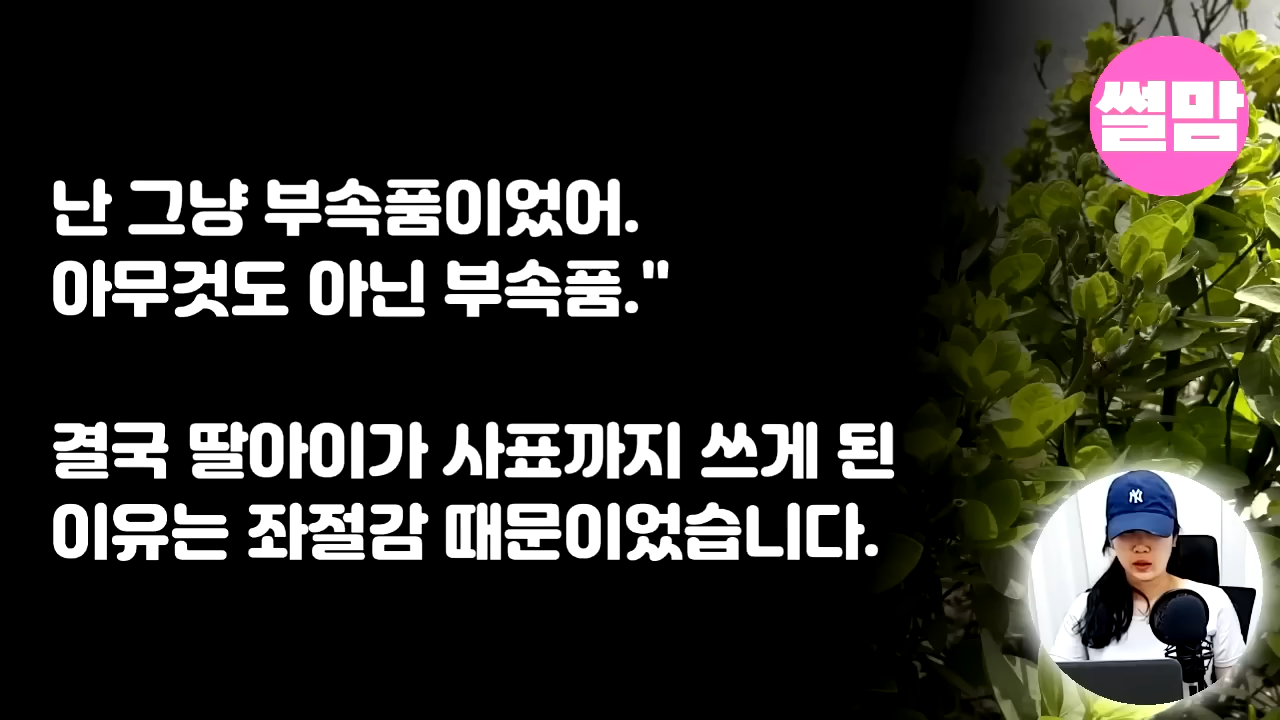 썰맘
난 그냥 부속품이었어.
아무것도 아닌 부속품."
결국 딸아이가 사표까지 쓰게 된
이유는 좌절감 때문이었습니다.
NY